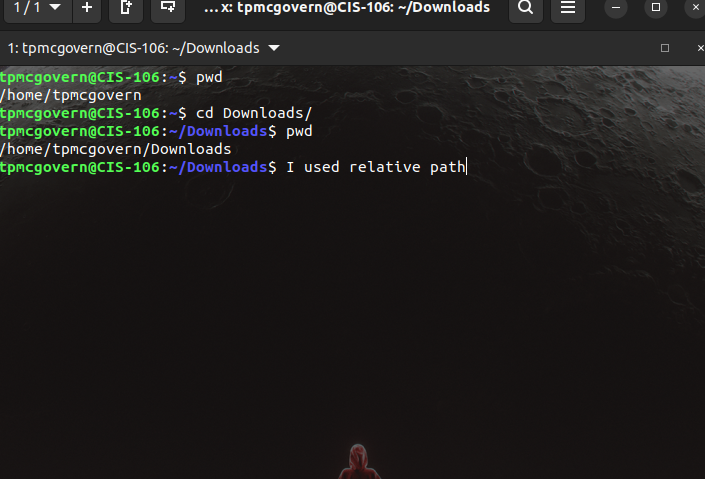 1 / 1
...x: tpmcgovern@CIS-106: ~/Downloads
1: tpmcgovern@CIS-106: ~/Downloads
tpmcgovern@CIS-106:~$ pwd
/home/tpmcgovern
tpmcgovern@CIS-106:~$ cd Downloads/
tpmcgovern@CIS-106:~/Downloads$ pwd
/home/tpmcgovern/Downloads
tpmcgovern@CIS-106:~/Downloads$ I used relative path